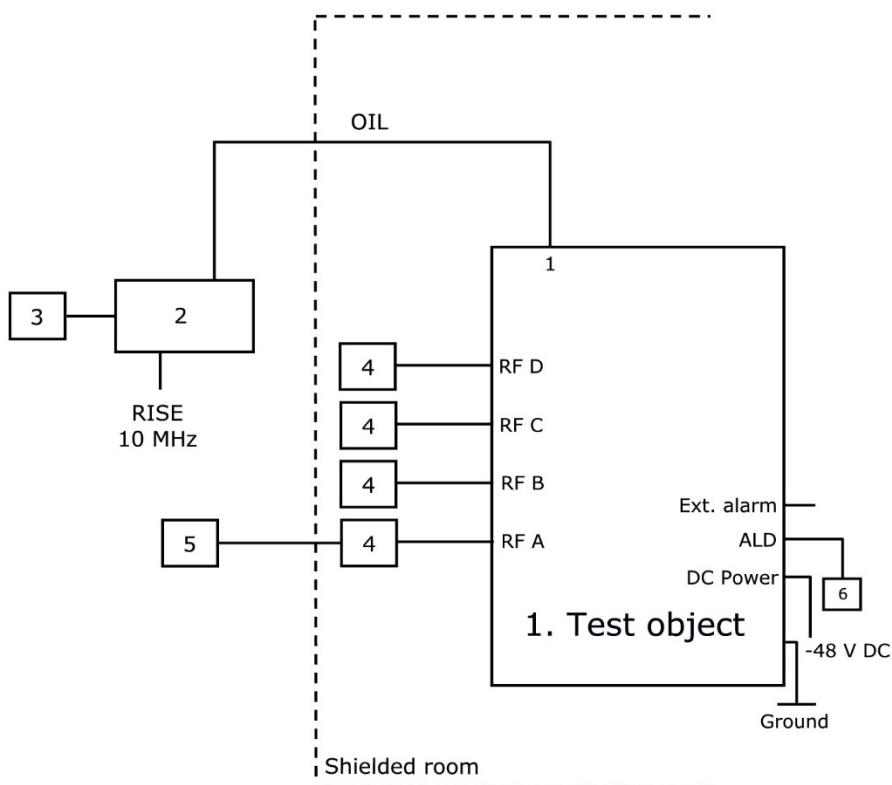 OIL
1
3
2
RISE
10 MHz
4
RF D
4
RF C
4
RF B
5
4
RF A
Ext. alarm
ALD
DC Power
6
1. Test object
-48 V DC
Ground
Shielded room